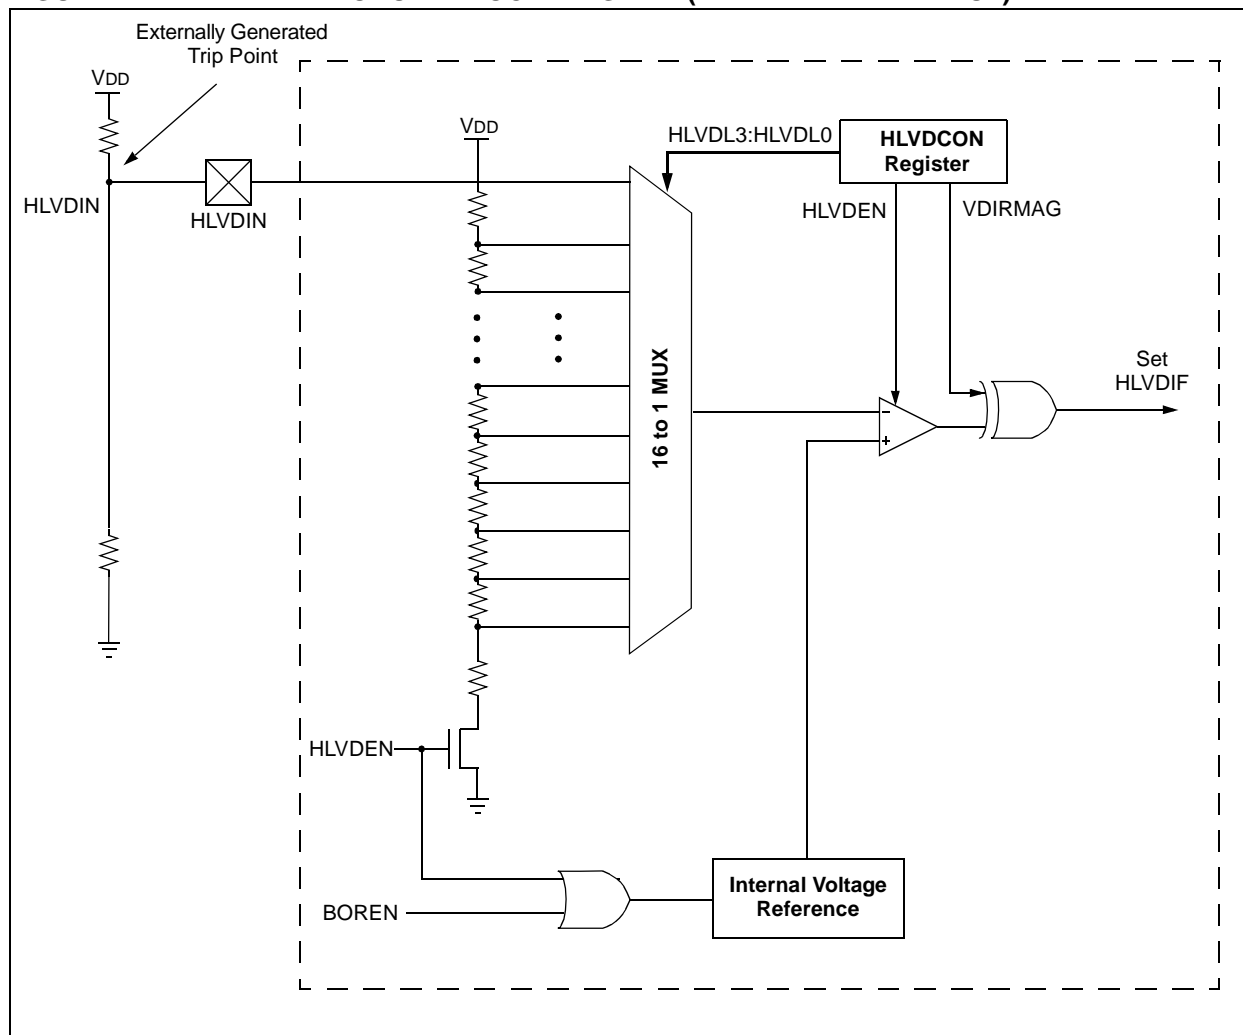 Externally Generated
Trip Point
VDD
VDD
HLVDL3:HLVDL0
HLVDCON
Register
HLVDIN
HLVDIN
HLVDEN
VDIRMAG
16 to 1 MUX
Set
HLVDIF
-
+
HLVDEN
BOREN
Internal Voltage
Reference